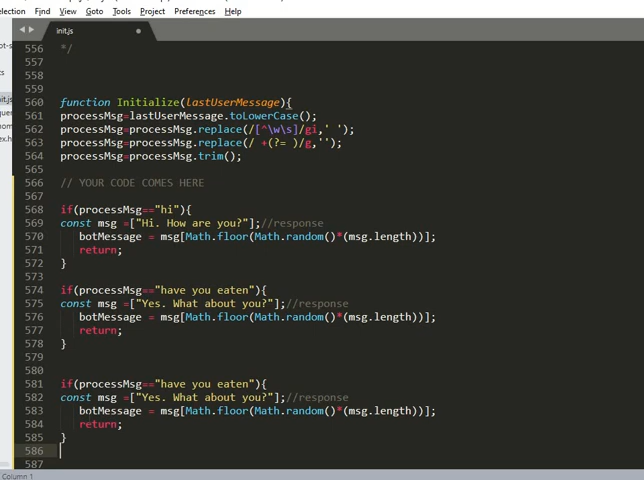 election Find View Goto Tools Project Preferences Help
init.js
556 */
557
558
559
560 function Initialize(lastUserMessage){
561 processMsg=lastUserMessage.toLowerCase();
562 processMsg=processMsg.replace(/[^\w\s]/gi,' ');
563 processMsg=processMsg.replace(/ +(?= )/g,'');
564 processMsg=processMsg.trim();
565
566 // YOUR CODE COMES HERE
567
568 if(processMsg=="hi"){
569 const msg =["Hi. How are you?"];//response
570 botMessage = msg[Math.floor(Math.random()*(msg.length))];
571 return;
572 }
573
574 if(processMsg=="have you eaten"){
575 const msg =["Yes. What about you?"];//response
576 botMessage = msg[Math.floor(Math.random()*(msg.length))];
577 return;
578 }
579
580
581 if(processMsg=="have you eaten"){
582 const msg =["Yes. What about you?"];//response
583 botMessage = msg[Math.floor(Math.random()*(msg.length))];
584 return;
585 }
586
587
Column 1